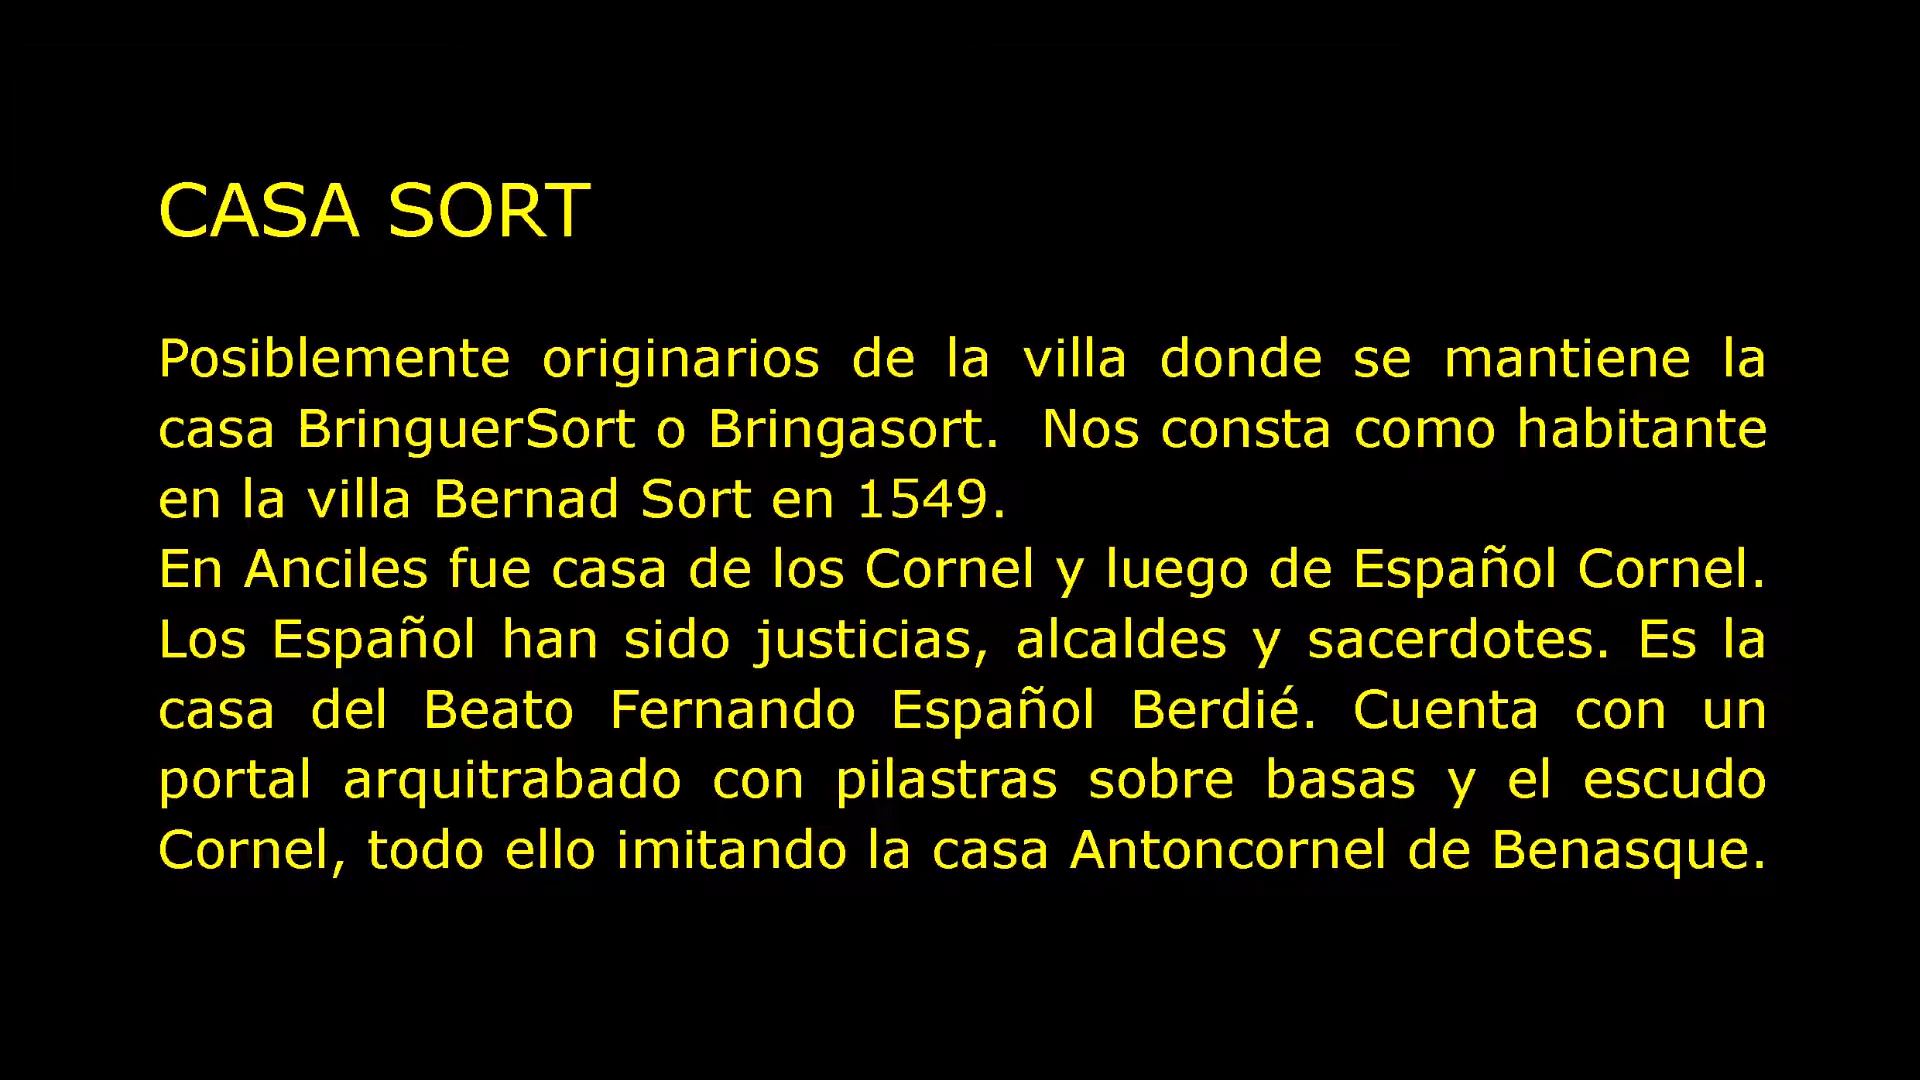 CASA SORT
Posiblemente originarios de la villa donde se mantiene la
casa BringuerSort o Bringasort. Nos consta como habitante
en la villa Bernad Sort en 1549.
En Anciles fue casa de los Cornel y luego de Español Cornel.
Los Español han sido justicias, alcaldes y sacerdotes. Es la
casa del Beato Fernando Español Berdié. Cuenta con un
portal arquitrabado con pilastras sobre basas y el escudo
Cornel, todo ello imitando la casa Antoncornel de Benasque.